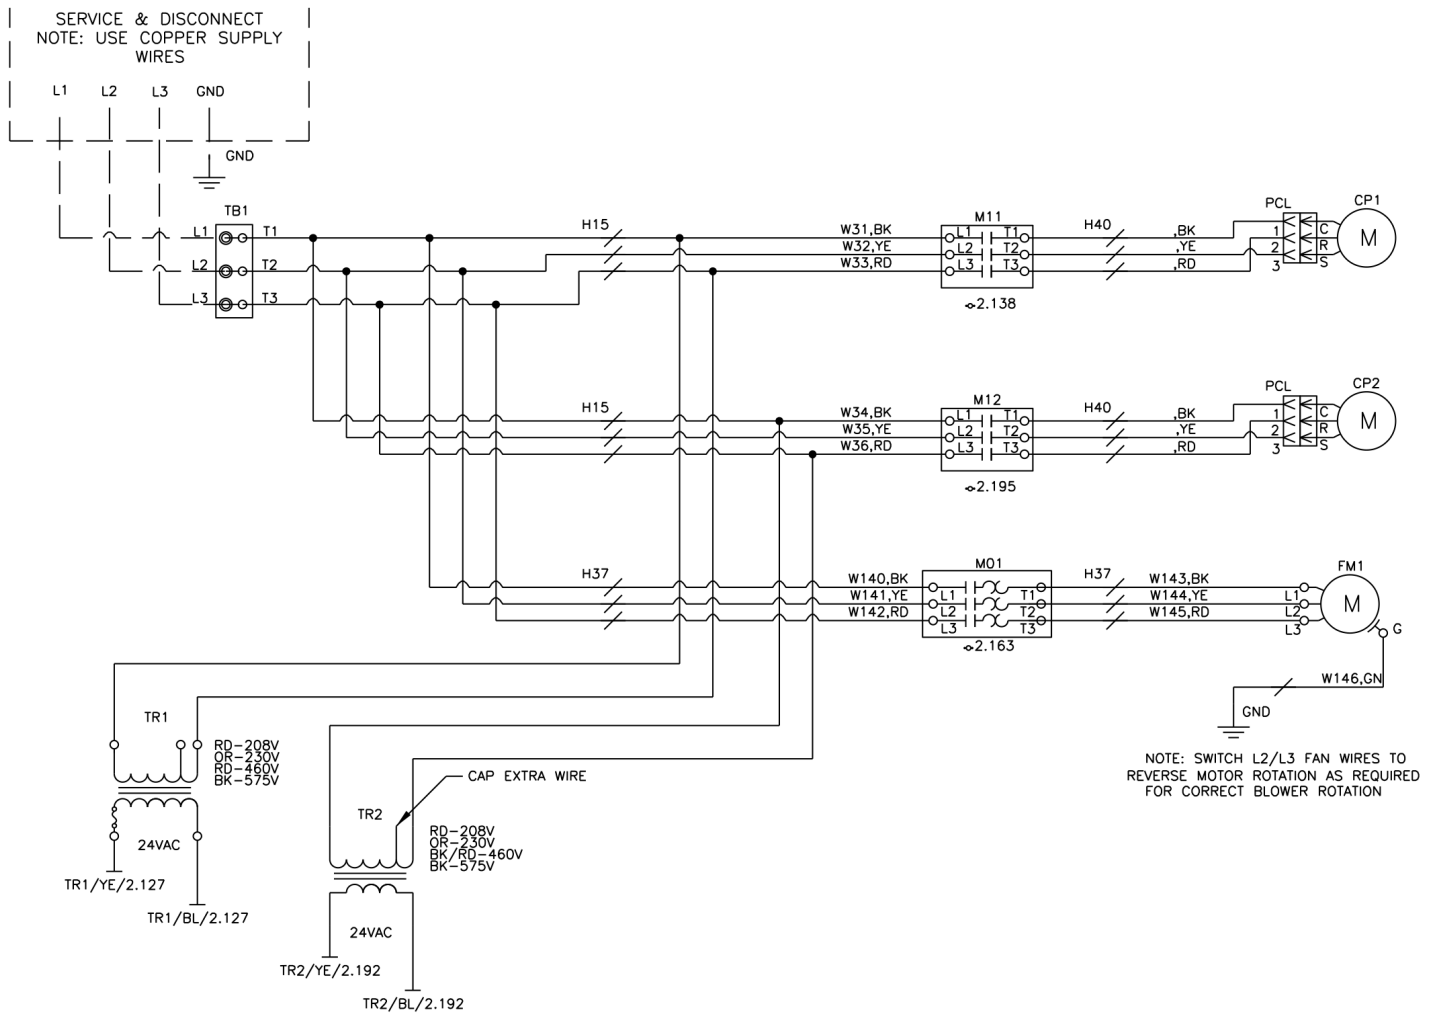 SERVICE & DISCONNECT
NOTE: USE COPPER SUPPLY
WIRES
L1 L2 L3 GND
GND
TB1
L1 T1
L2 T2
L3 T3
H15
W31,BK
W32,YE
W33,RD
M11
L1 T1
L2 T2
L3 T3
⌀2.138
H40
,BK
,YE
,RD
PCL
1
2
3
C
R
S
CP1
M
H15
W34,BK
W35,YE
W36,RD
M12
L1 T1
L2 T2
L3 T3
2.195
H40
,BK
,YE
,RD
PCL
1
2
3
C
R
S
CP2
M
H37
W140,BK
W141,YE
W142,RD
M01
L1 T1
L2 T2
L3 T3
2.163
H37
W143,BK
W144,YE
W145,RD
L1
L2
L3
FM1
M
G
W146,GN
GND
NOTE: SWITCH L2/L3 FAN WIRES TO
REVERSE MOTOR ROTATION AS REQUIRED
FOR CORRECT BLOWER ROTATION
TR1
RD-208V
OR-230V
RD-460V
BK-575V
24VAC
TR1/YE/2.127
TR1/BL/2.127
CAP EXTRA WIRE
TR2
RD-208V
OR-230V
BK/RD-460V
BK-575V
24VAC
TR2/YE/2.192
TR2/BL/2.192